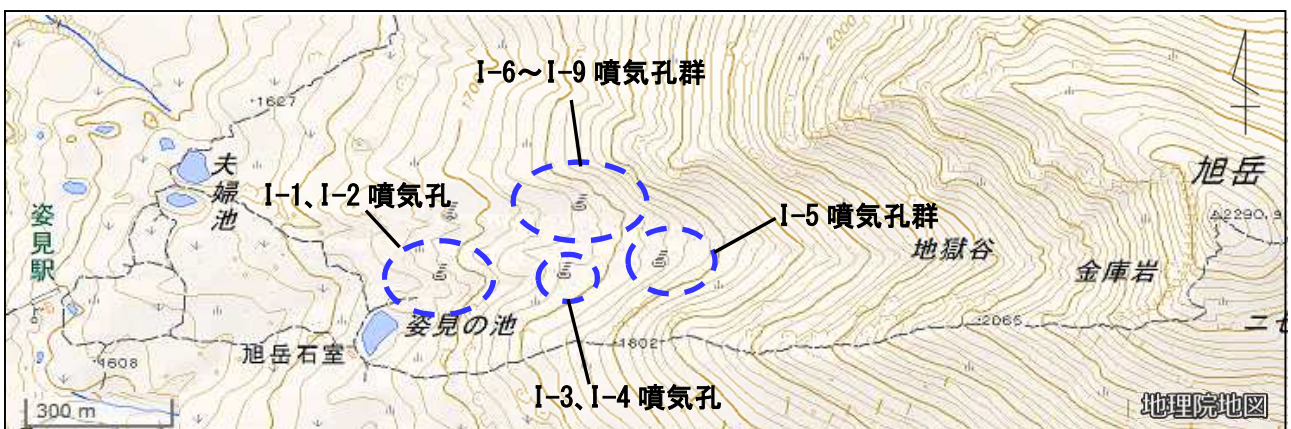 I-6～I-9 噴気孔群
2000
1700
・1627
夫婦池
I-1、I-2 噴気孔
I-5 噴気孔群
旭岳
2290.9
姿見駅
地獄谷
金庫岩
姿見の池
・2065
ニセ
旭岳石室
・1802
・1608
I-3、I-4 噴気孔
300 m
地理院地図